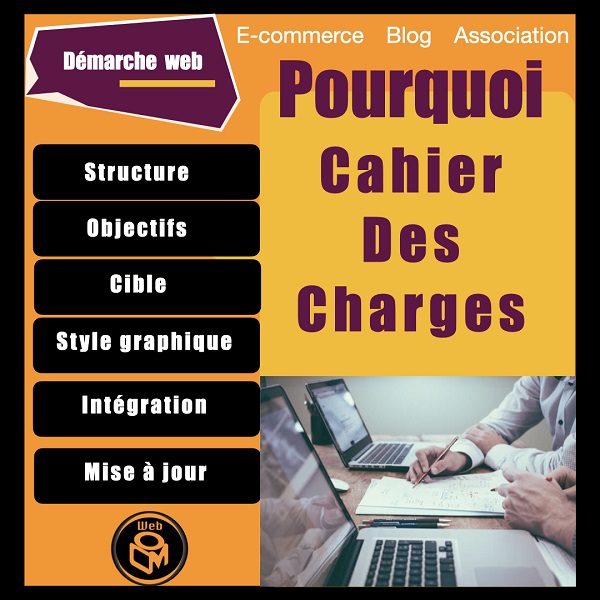 Démarche web
E-commerce Blog Association
Pourquoi
Cahier
Des
Charges
Structure
Objectifs
Cible
Style graphique
Intégration
Mise à jour
Web